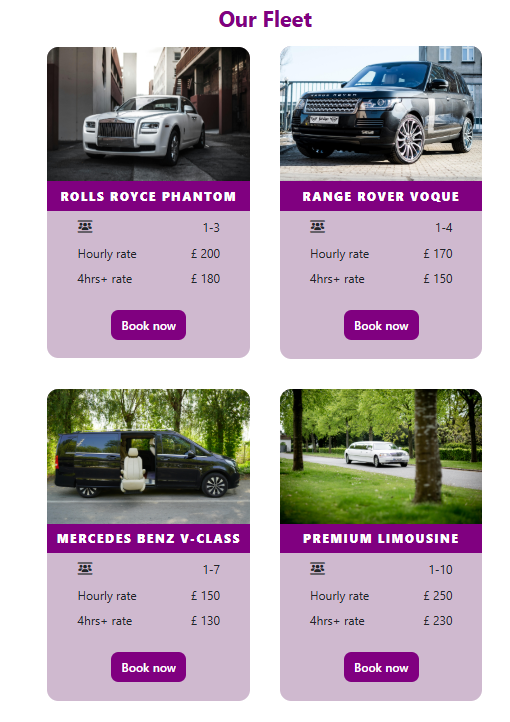 Our Fleet
ROLLS ROYCE PHANTOM
1-3
Hourly rate £ 200
4hrs+ rate £ 180
Book now
RANGE ROVER
RANGE ROVER VOQUE
1-4
Hourly rate £ 170
4hrs+ rate £ 150
Book now
MERCEDES BENZ V-CLASS
1-7
Hourly rate £ 150
4hrs+ rate £ 130
Book now
PREMIUM LIMOUSINE
1-10
Hourly rate £ 250
4hrs+ rate £ 230
Book now